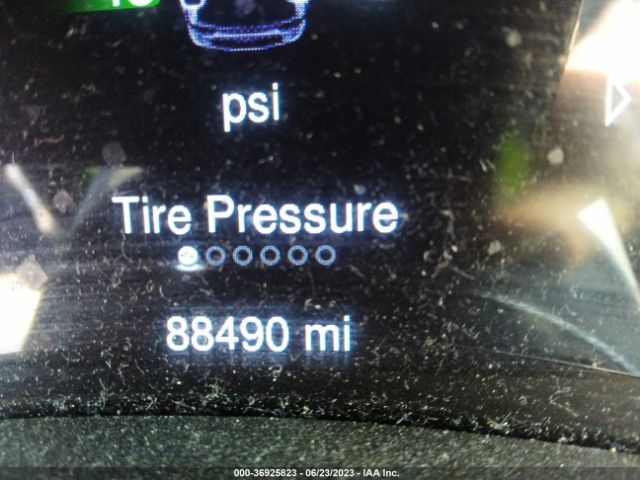 psi
Tire Pressure
88490 mi
000-36925823 - 06/23/2023 - IAA Inc.